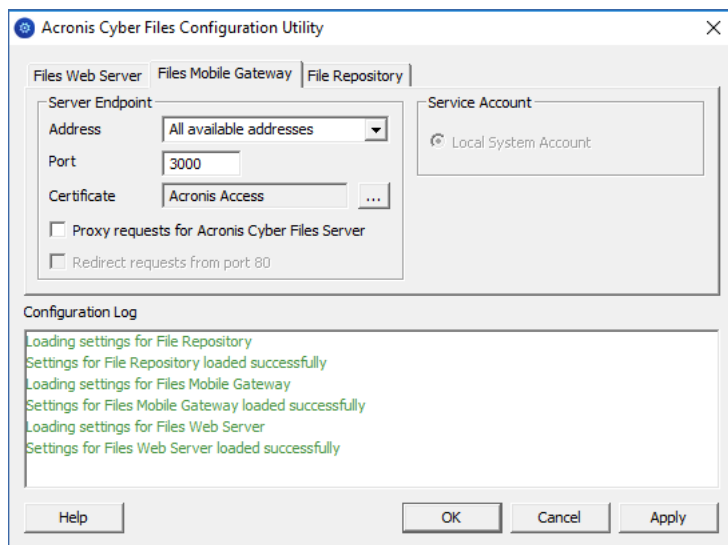 Acronis Cyber Files Configuration Utility
Files Web Server
Files Mobile Gateway
File Repository
Server Endpoint
Address
All available addresses
Port
3000
Certificate
Acronis Access
...
Proxy requests for Acronis Cyber Files Server
Redirect requests from port 80
Service Account
Local System Account
Configuration Log
Loading settings for File Repository
Settings for File Repository loaded successfully
Loading settings for Files Mobile Gateway
Settings for Files Mobile Gateway loaded successfully
Loading settings for Files Web Server
Settings for Files Web Server loaded successfully
Help
OK
Cancel
Apply